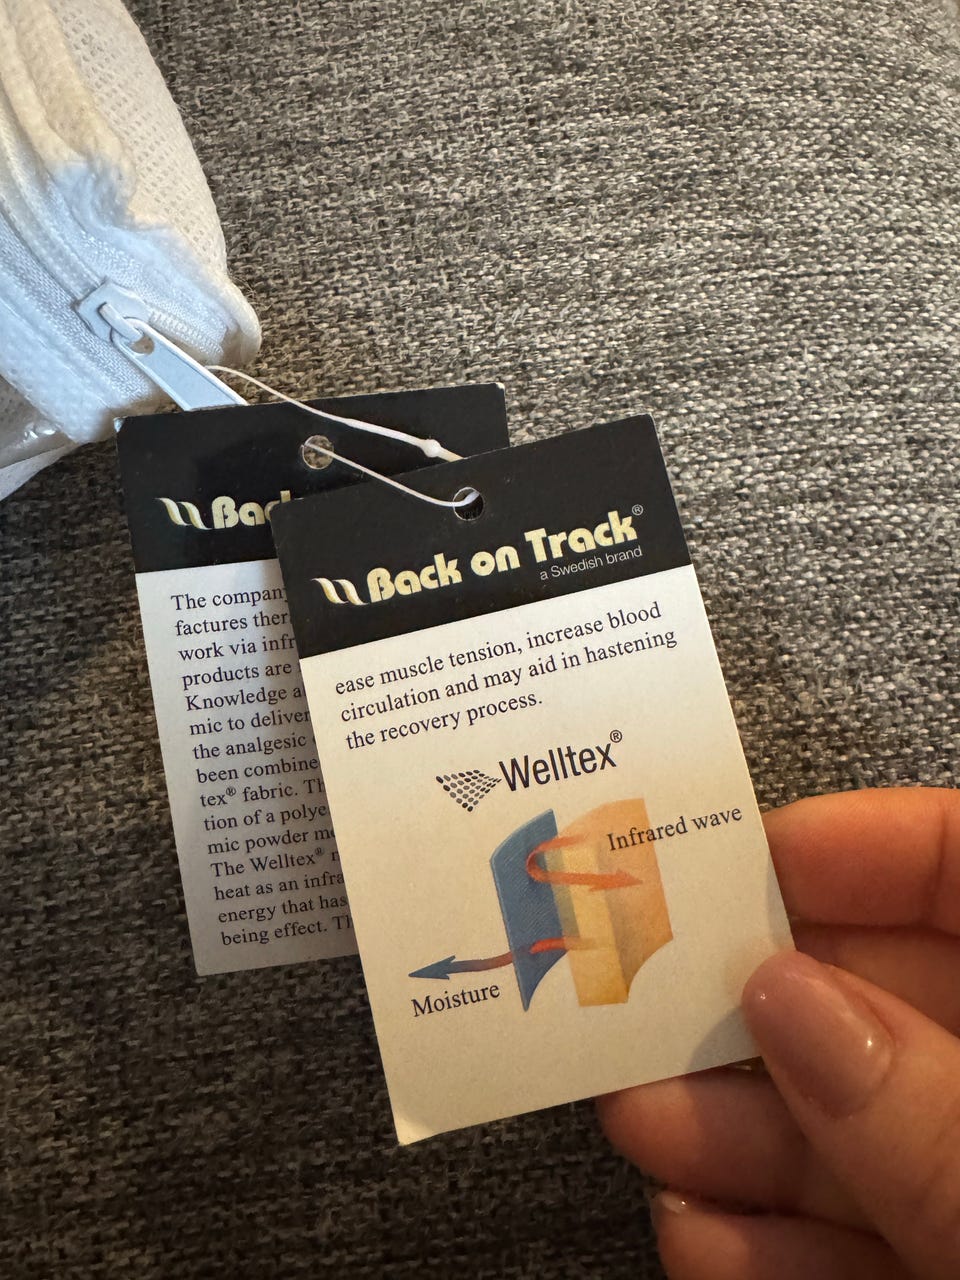 Back on Track®
a Swedish brand
ease muscle tension, increase blood
circulation and may aid in hastening
the recovery process.
Welltex®
Infrared wave
Moisture
Bac
The company
factures ther
work via infr
products are
Knowledge a
mic to deliver
the analgesic
been combine
tex® fabric. Th
tion of a polye
mic powder me
The Welltex®
heat as an infra
energy that has
being effect. Th